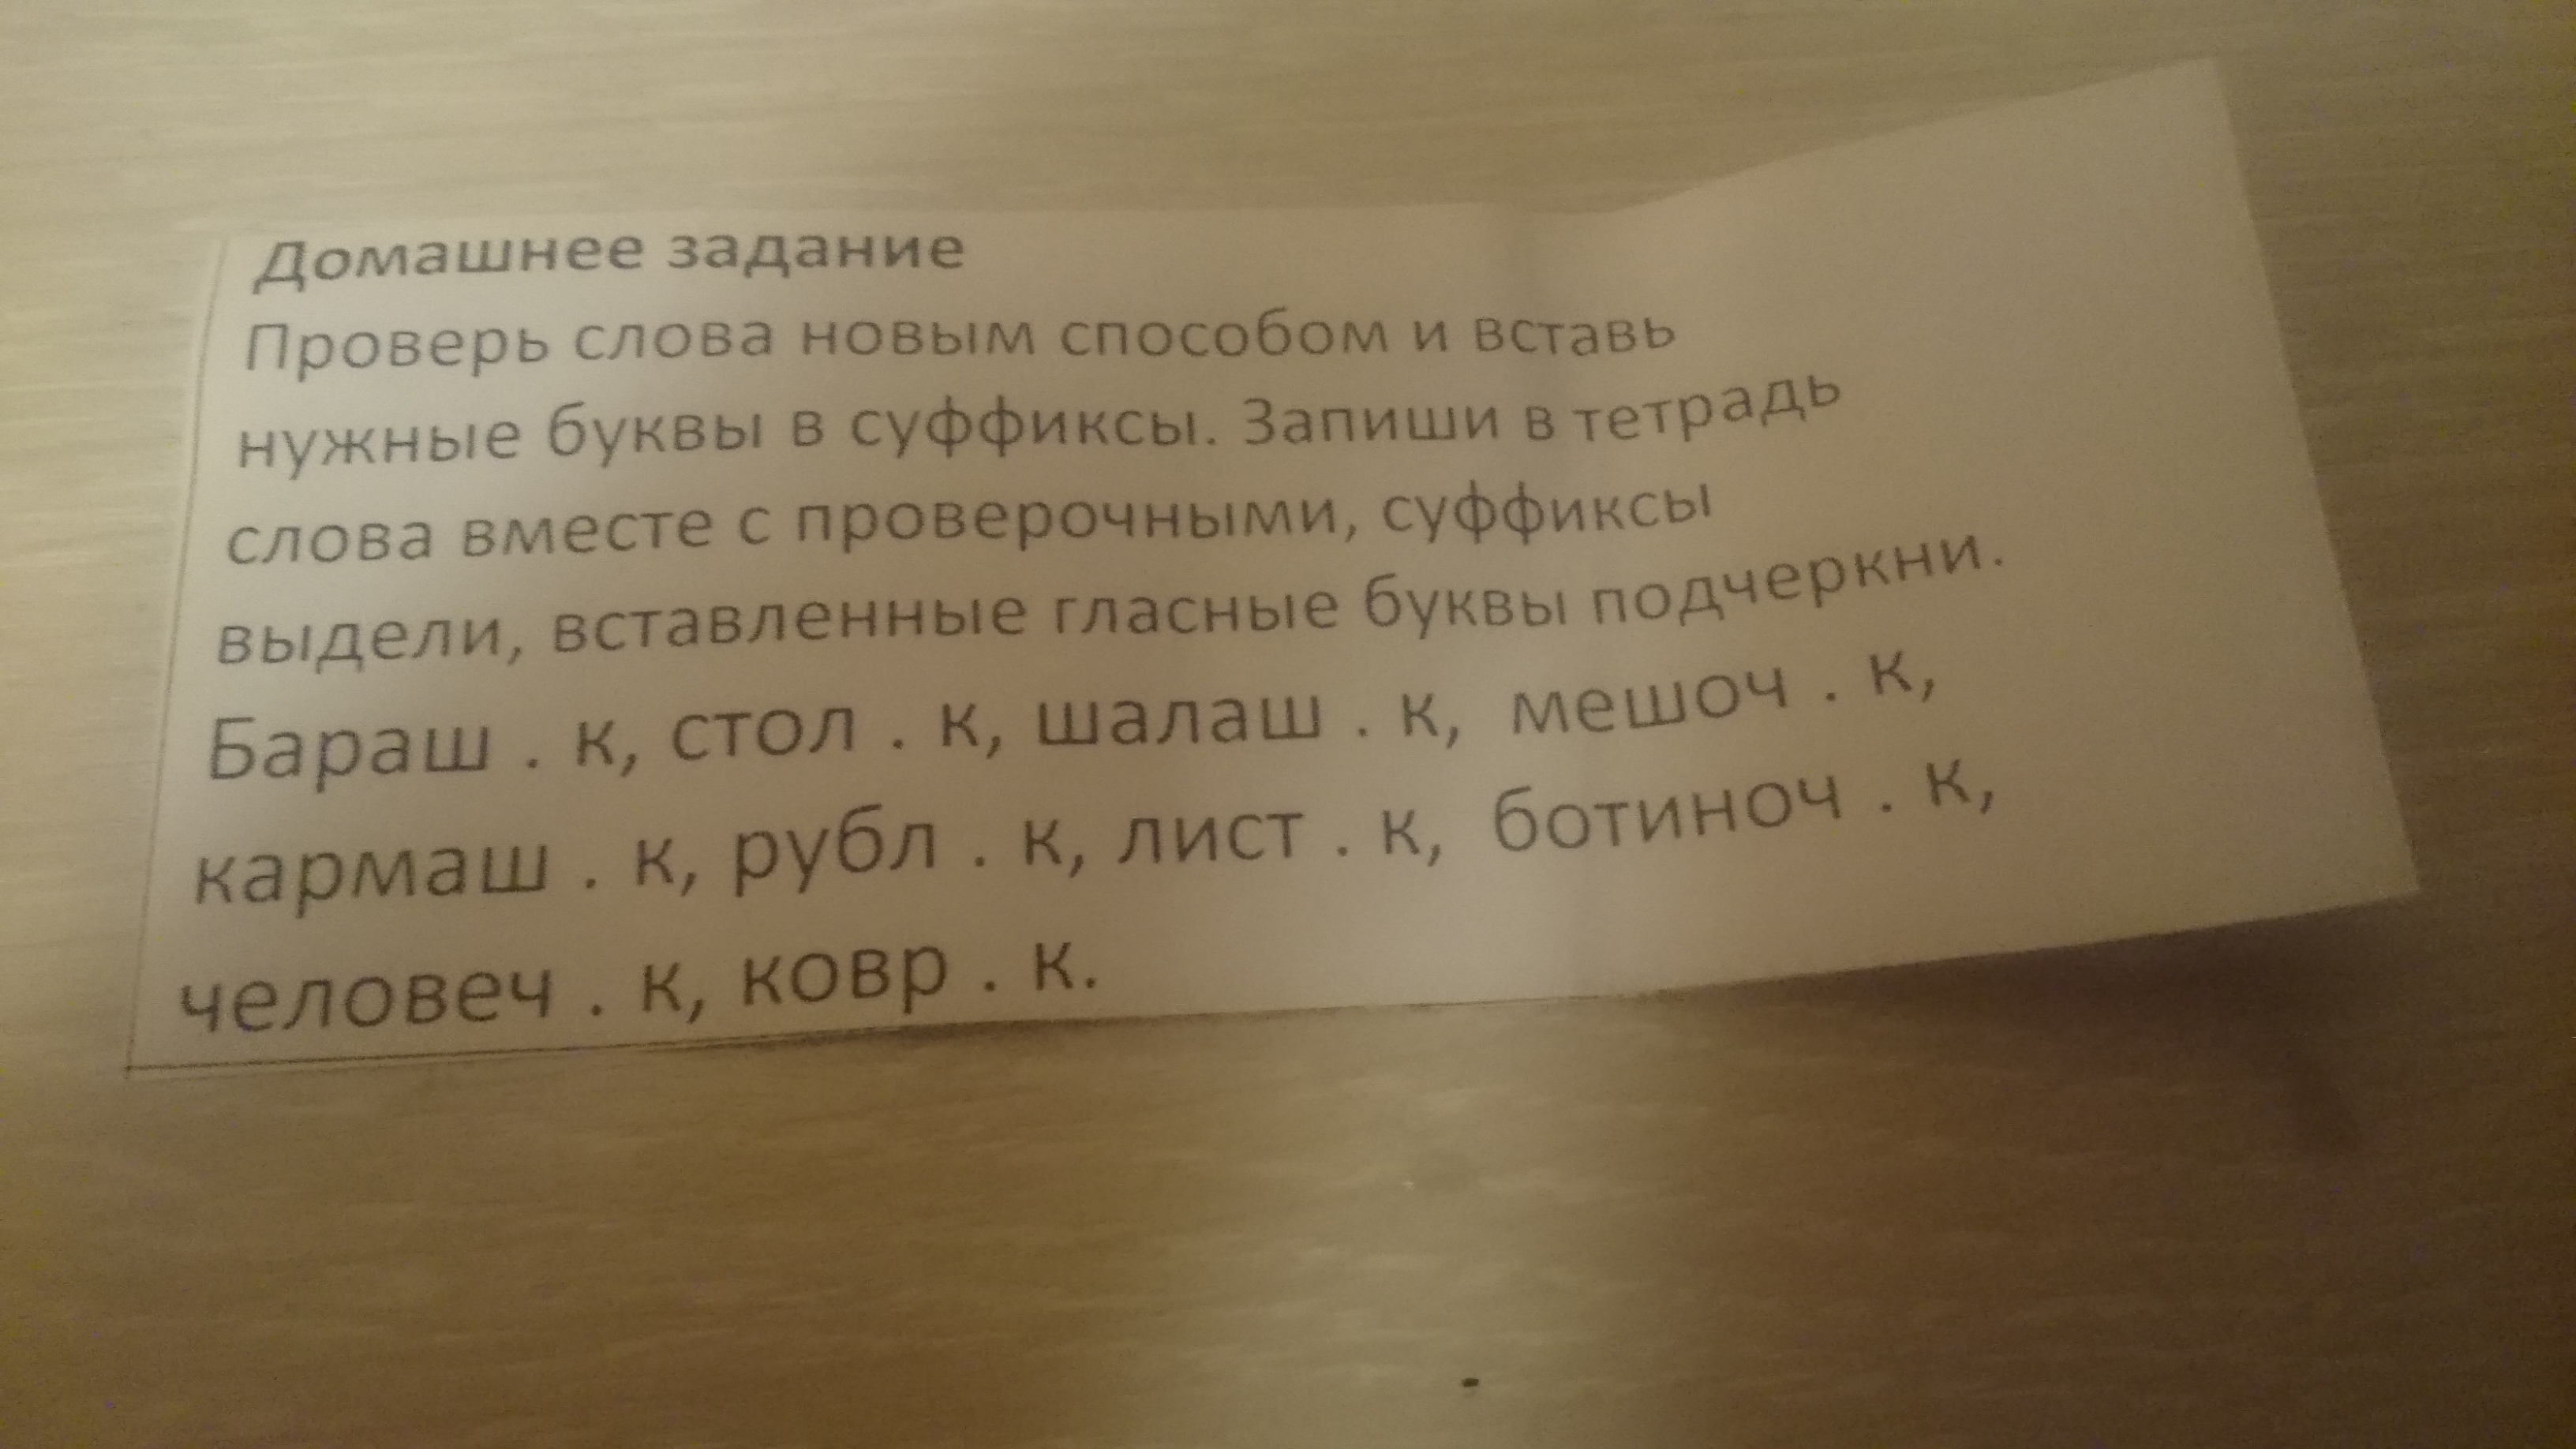 Домашнее задание
Проверь слова новым способом и вставь
нужные буквы в суффиксы. Запиши в тетрадь
слова вместе с проверочными, суффиксы
выдели, вставленные гласные буквы подчеркни.
Бараш . к, стол . к, шалаш . к, мешоч . к,
кармаш . к, рубл . к, лист . к, ботиноч . к,
человеч . к, ковр . к.